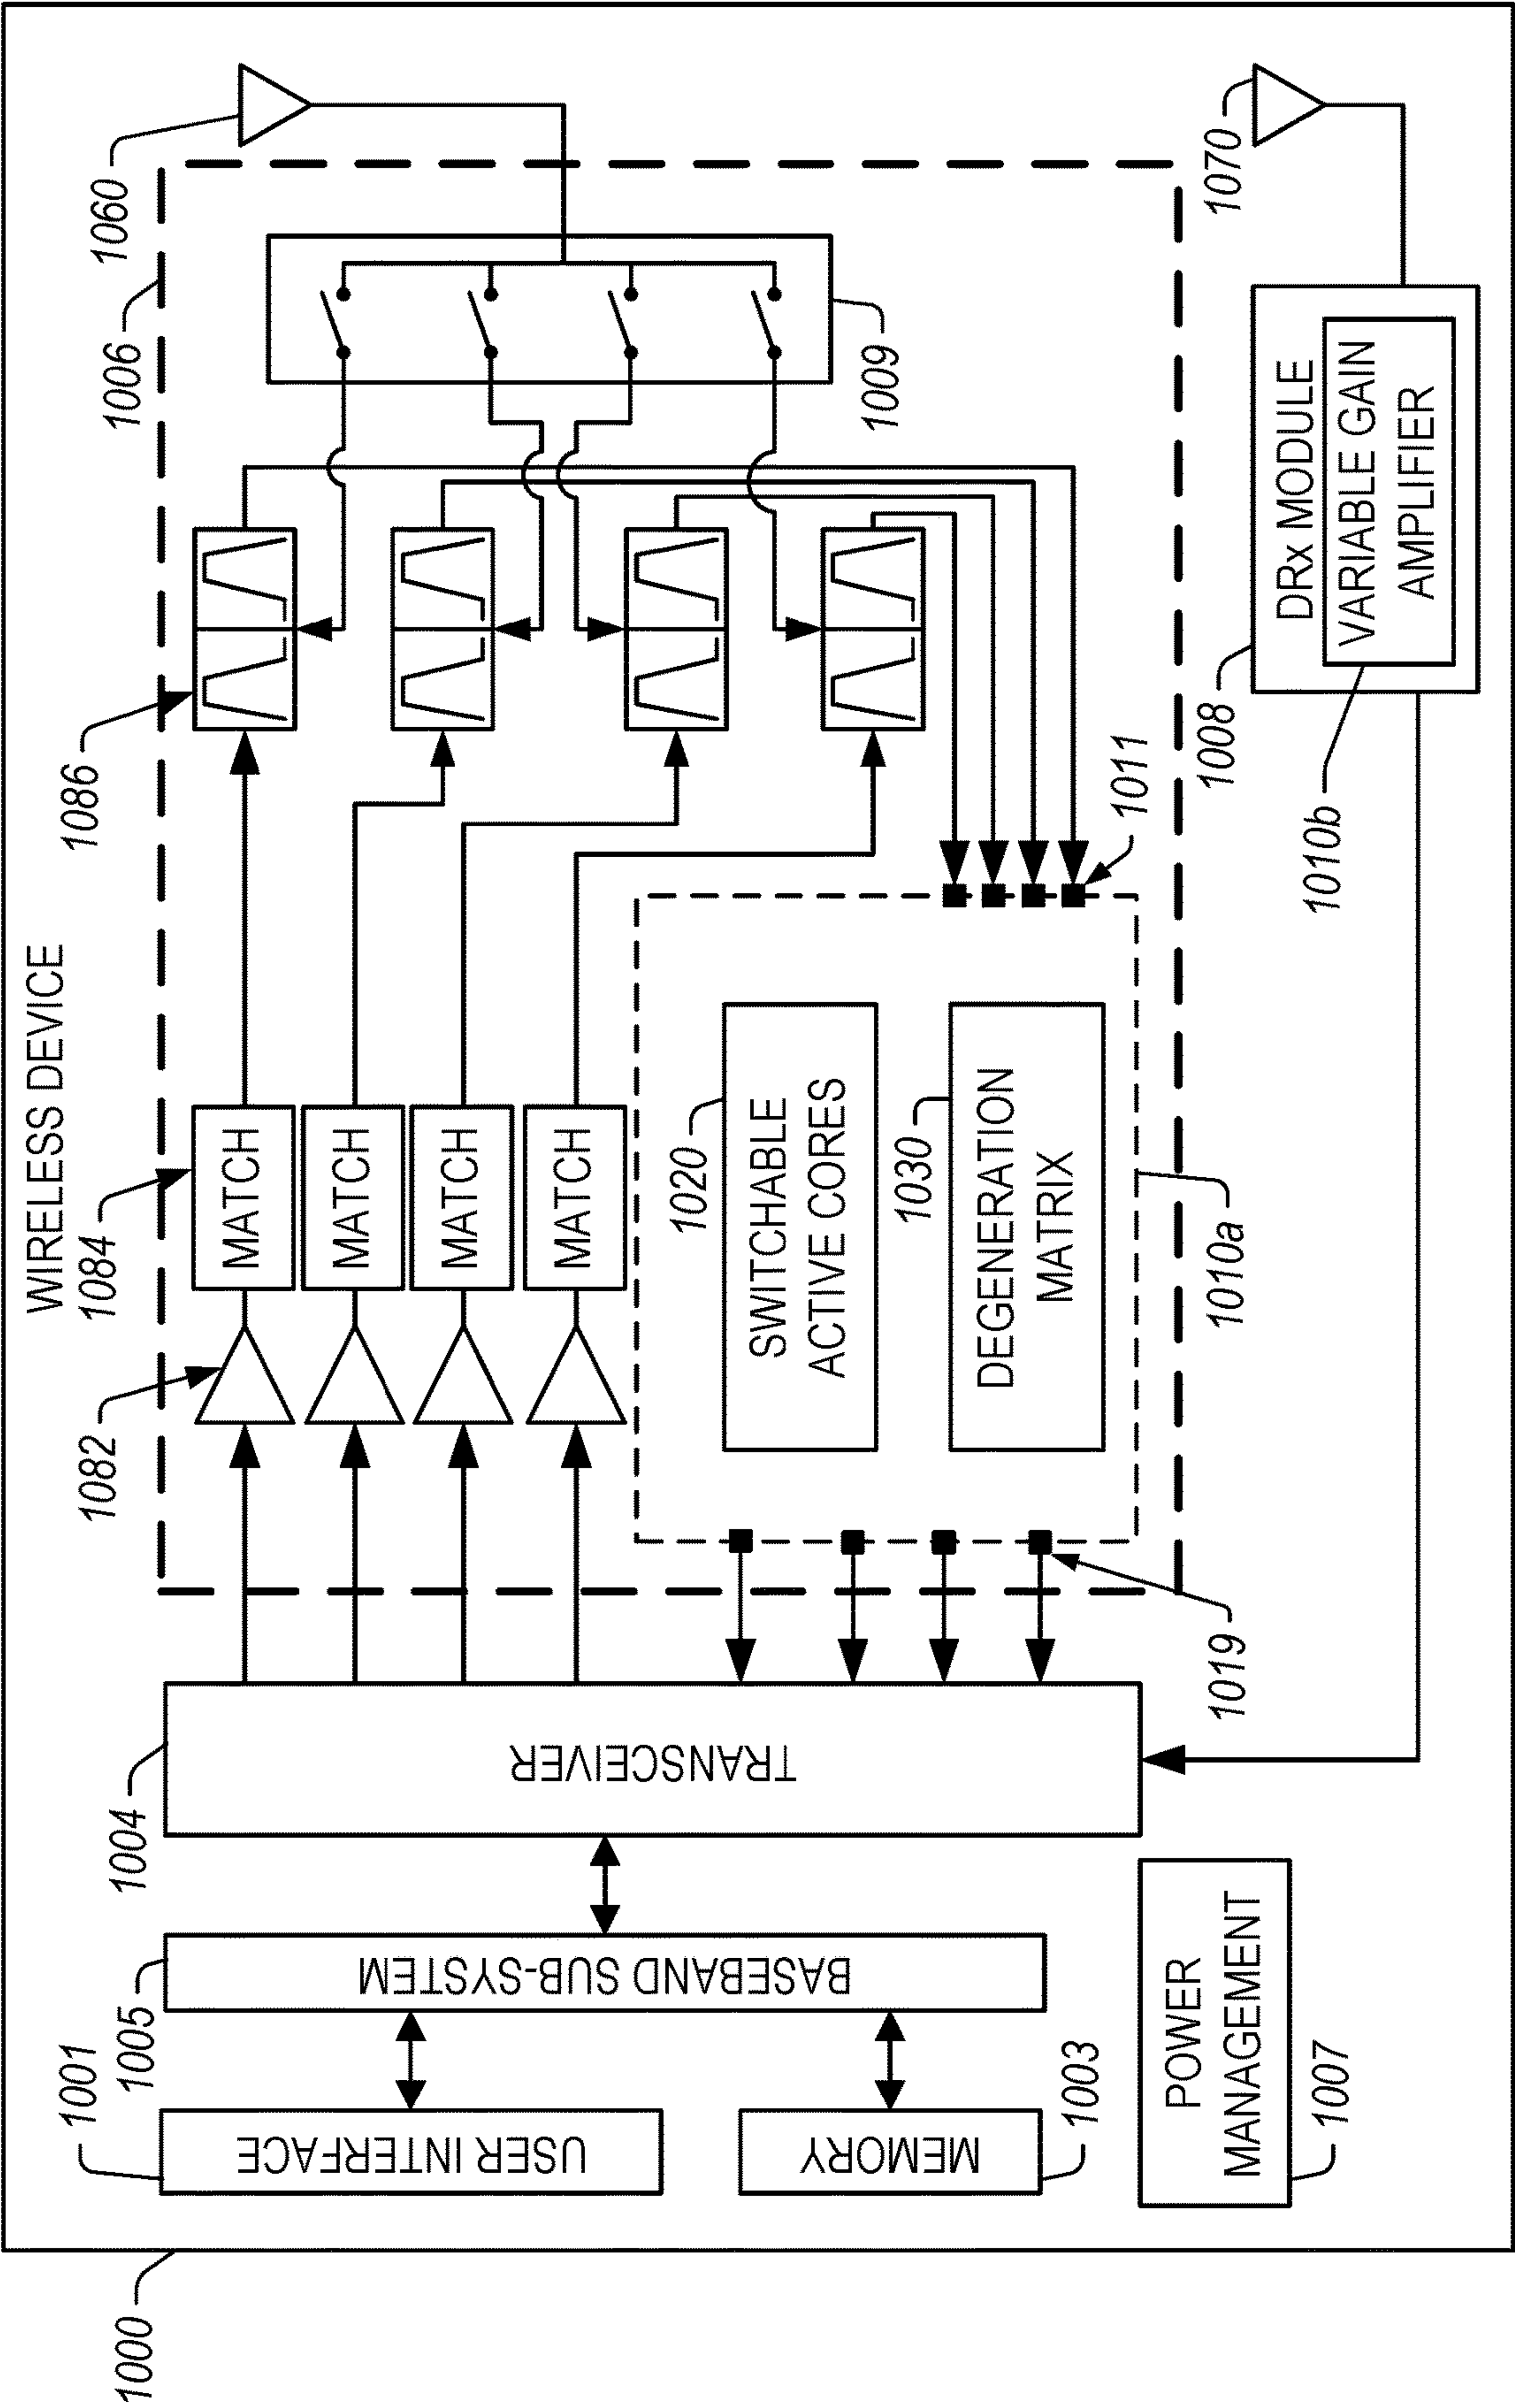 WIRELESS DEVICE
1000
1001
USER INTERFACE
1003
MEMORY
1005
BASEBAND SUB-SYSTEM
1004
TRANSCEIVER
1007
POWER
MANAGEMENT
1082
1084
MATCH
MATCH
MATCH
MATCH
1086
1006
1060
1009
1020
SWITCHABLE
ACTIVE CORES
1030
DEGENERATION
MATRIX
1010a
1011
1019
1008
DRx MODULE
VARIABLE GAIN
AMPLIFIER
1010b
1070